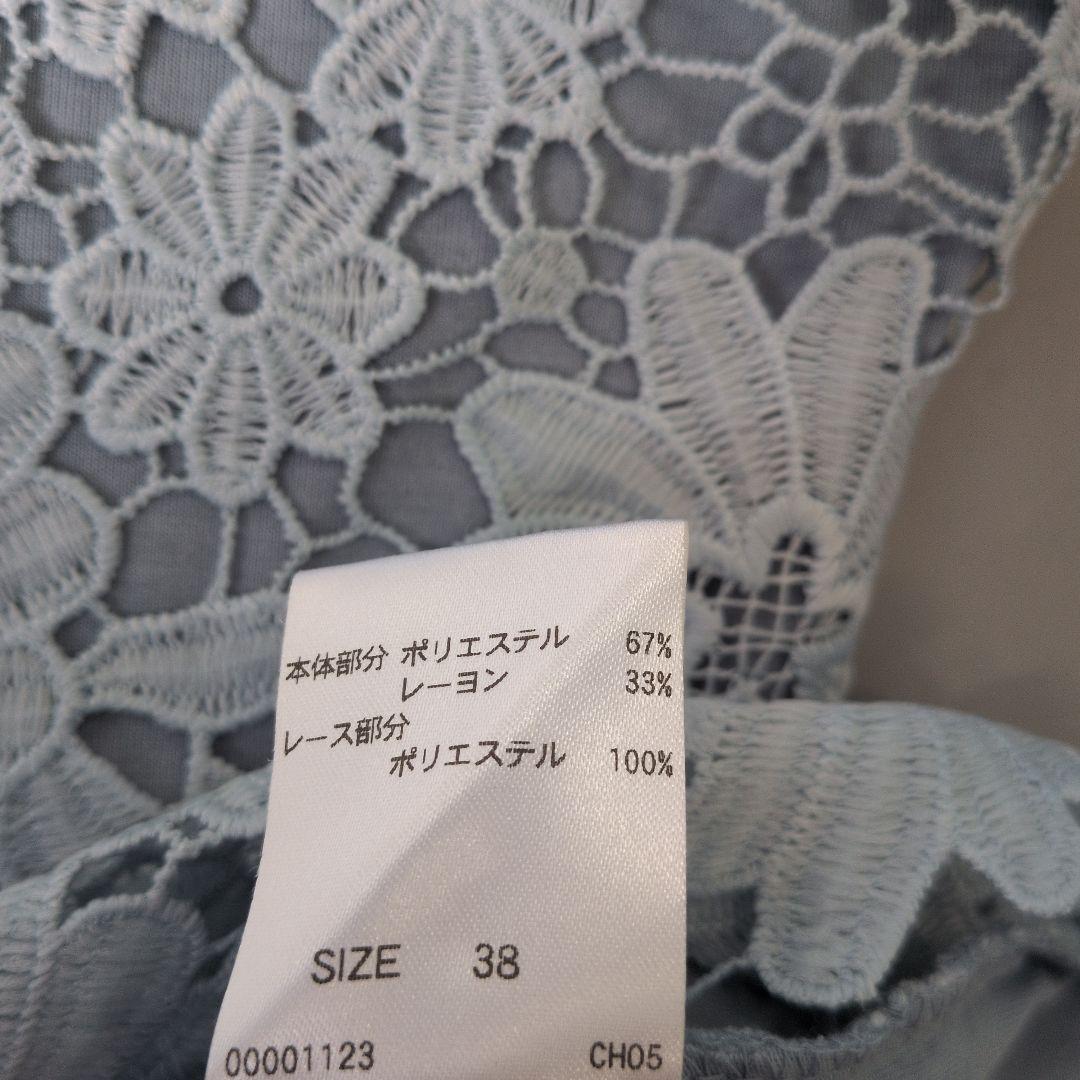 本体部分 ポリエステル 67%
レーヨン 33%
レース部分
ポリエステル 100%
SIZE 38
00001123 CH05